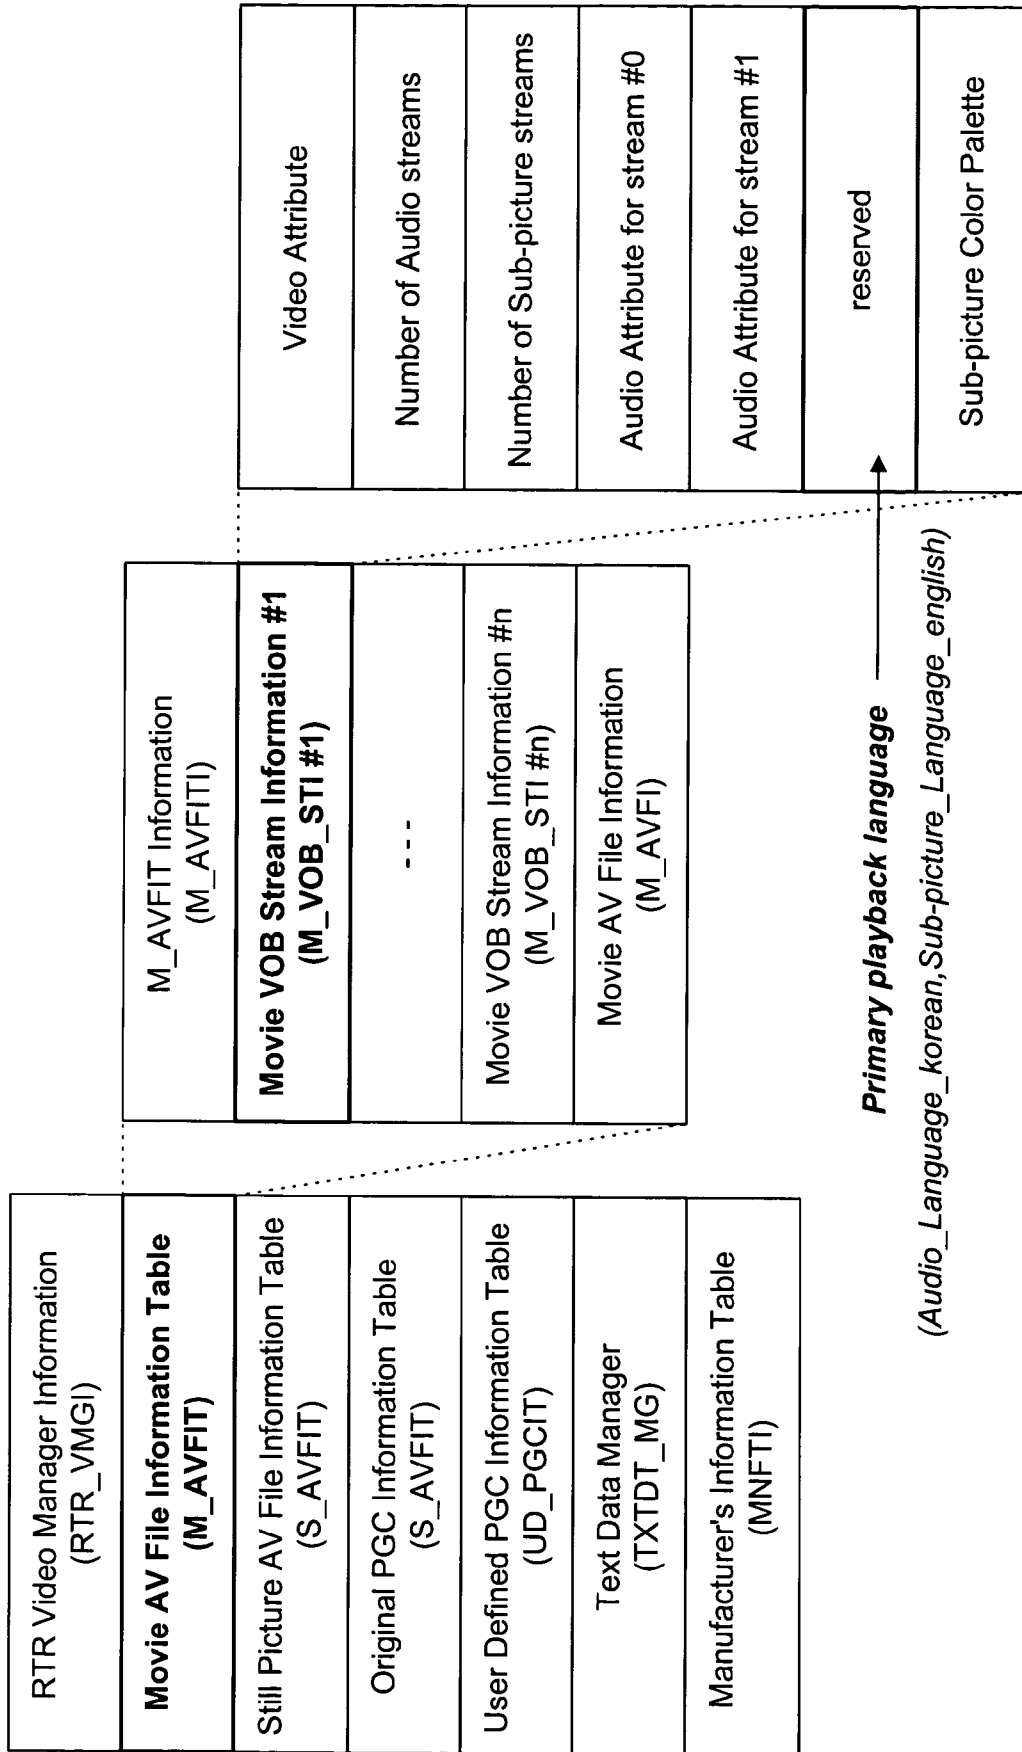 RTR Video Manager Information
(RTR_VMGI)
Movie AV File Information Table
(M_AVFIT)
Still Picture AV File Information Table
(S_AVFIT)
Original PGC Information Table
(S_AVFIT)
User Defined PGC Information Table
(UD_PGCIT)
Text Data Manager
(TXTDT_MG)
Manufacturer's Information Table
(MNFTI)
M_AVFIT Information
(M_AVFITI)
Movie VOB Stream Information #1
(M_VOB_STI #1)
- - -
Movie VOB Stream Information #n
(M_VOB_STI #n)
Movie AV File Information
(M_AVFI)
Video Attribute
Number of Audio streams
Number of Sub-picture streams
Audio Attribute for stream #0
Audio Attribute for stream #1
reserved
Sub-picture Color Palette
Primary playback language
(Audio_Language_korean,Sub-picture_Language_english)